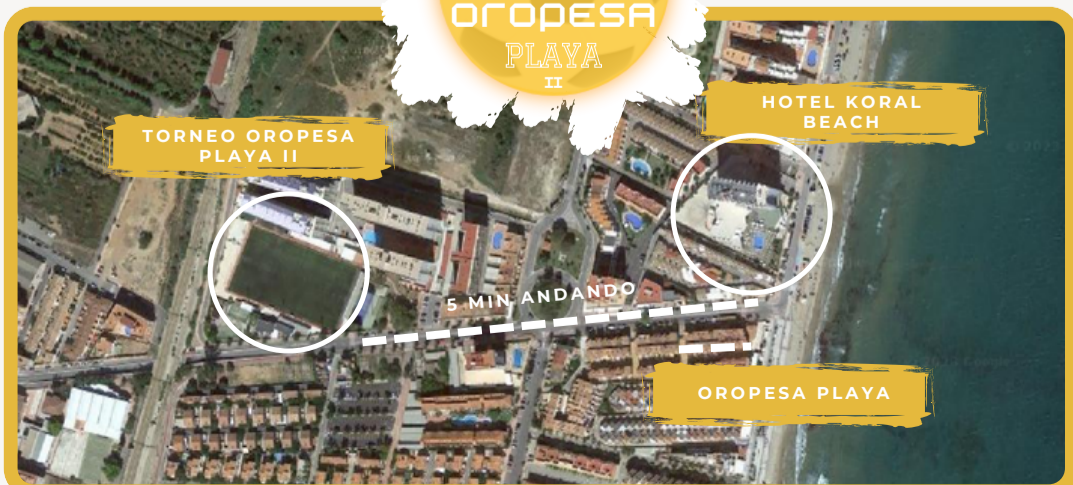 OROPESA
PLAYA
II
HOTEL KORAL
BEACH
TORNEO OROPESA
PLAYA II
5 MIN ANDANDO
OROPESA PLAYA